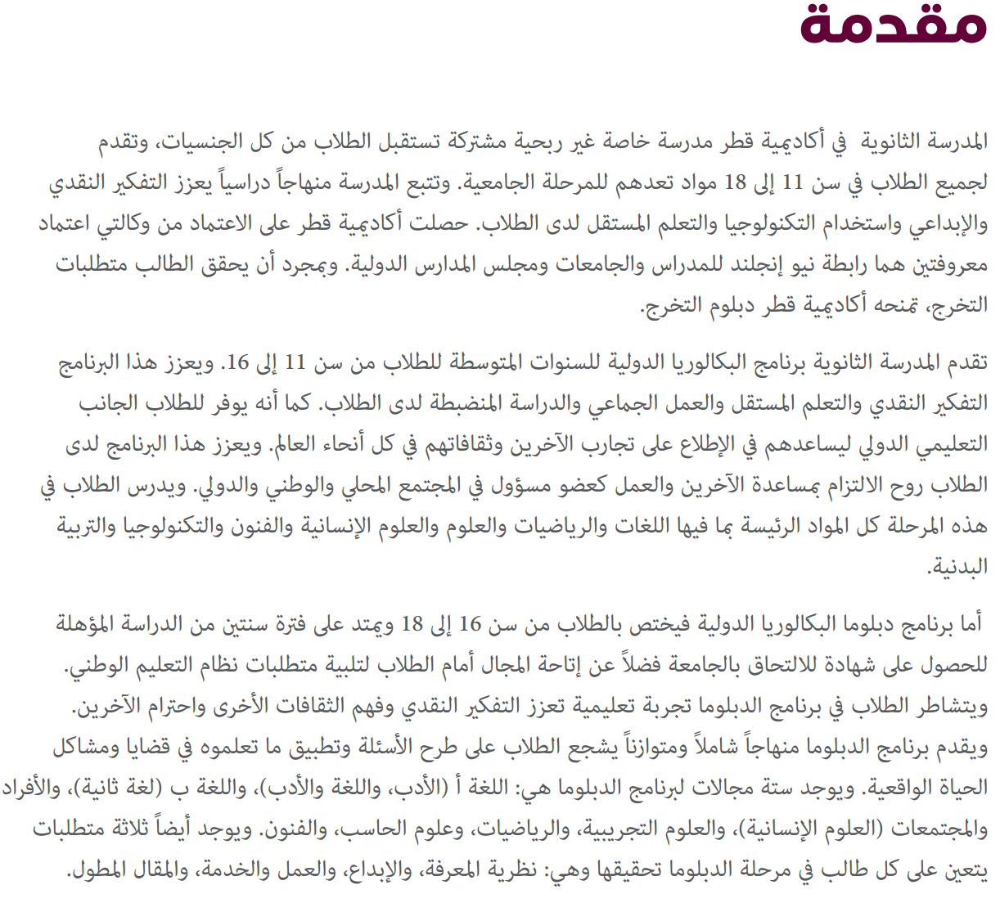 مقدمة
المدرسة الثانوية في أكاديمية قطر مدرسة خاصة غير ربحية مشتركة تستقبل الطلاب من كل الجنسيات، وتقدم
لجميع الطلاب في سن 11 إلى 18 مواد تعدهم للمرحلة الجامعية. وتتبع المدرسة منهاجاً دراسياً يعزز التفكير النقدي
والإبداعي واستخدام التكنولوجيا والتعلم المستقل لدى الطلاب. حصلت أكاديمية قطر على الاعتماد من وكالتي اعتماد
معروفتين هما رابطة نيو إنجلند للمدراس والجامعات ومجلس المدارس الدولية. وبمجرد أن يحقق الطالب متطلبات
التخرج، تمنحه أكاديمية قطر دبلوم التخرج.
تقدم المدرسة الثانوية برنامج البكالوريا الدولية للسنوات المتوسطة للطلاب من سن 11 إلى 16. ويعزز هذا البرنامج
التفكير النقدي والتعلم المستقل والعمل الجماعي والدراسة المنضبطة لدى الطلاب. كما أنه يوفر للطلاب الجانب
التعليمي الدولي ليساعدهم في الإطلاع على تجارب الآخرين وثقافاتهم في كل أنحاء العالم. ويعزز هذا البرنامج لدى
الطلاب روح الالتزام بمساعدة الآخرين والعمل كعضو مسؤول في المجتمع المحلي والوطني والدولي. ويدرس الطلاب في
هذه المرحلة كل المواد الرئيسة بما فيها اللغات والرياضيات والعلوم والعلوم الإنسانية والفنون والتكنولوجيا والتربية
البدنية.
أما برنامج دبلوما البكالوريا الدولية فيختص بالطلاب من سن 16 إلى 18 ويمتد على فترة سنتين من الدراسة المؤهلة
للحصول على شهادة للالتحاق بالجامعة فضلاً عن إتاحة المجال أمام الطلاب لتلبية متطلبات نظام التعليم الوطني.
ويتشاطر الطلاب في برنامج الدبلوما تجربة تعليمية تعزز التفكير النقدي وفهم الثقافات الأخرى واحترام الآخرين.
ويقدم برنامج الدبلوما منهاجاً شاملاً ومتوازناً يشجع الطلاب على طرح الأسئلة وتطبيق ما تعلموه في قضايا ومشاكل
الحياة الواقعية. ويوجد ستة مجالات لبرنامج الدبلوما هي: اللغة أ (الأدب، واللغة والأدب)، واللغة ب (لغة ثانية)، والأفراد
والمجتمعات (العلوم الإنسانية)، والعلوم التجريبية، والرياضيات، وعلوم الحاسب، والفنون. ويوجد أيضاً ثلاثة متطلبات
يتعين على كل طالب في مرحلة الدبلوما تحقيقها وهي: نظرية المعرفة، والإبداع، والعمل والخدمة، والمقال المطول.